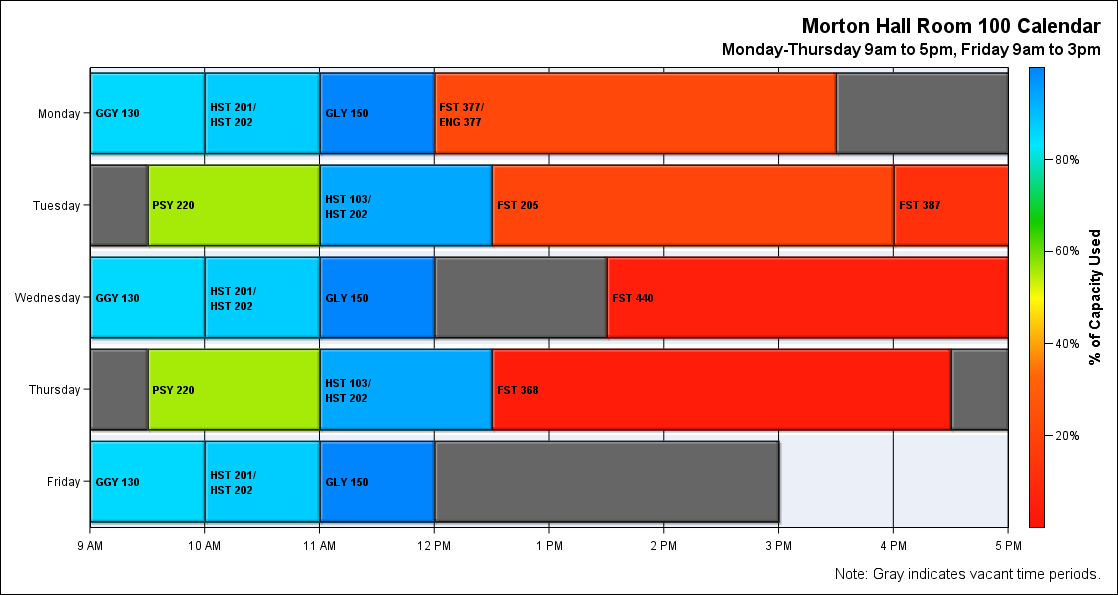 Morton Hall Room 100 Calendar
Monday-Thursday 9am to 5pm, Friday 9am to 3pm
Monday
GGY 130
HST 201/
HST 202
GLY 150
FST 377/
ENG 377
Tuesday
PSY 220
HST 103/
HST 202
FST 205
FST 387
Wednesday
GGY 130
HST 201/
HST 202
GLY 150
FST 440
Thursday
PSY 220
HST 103/
HST 202
FST 368
Friday
GGY 130
HST 201/
HST 202
GLY 150
9 AM
10 AM
11 AM
12 PM
1 PM
2 PM
3 PM
4 PM
5 PM
80%
60%
40%
20%
% of Capacity Used
Note: Gray indicates vacant time periods.